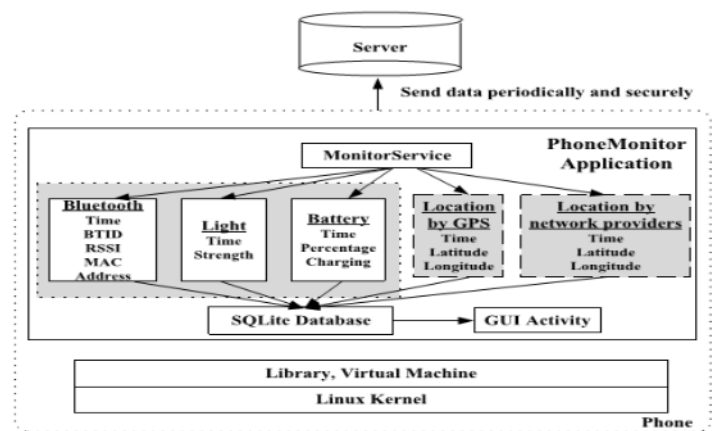 Server
Send data periodically and securely
PhoneMonitor
Application
MonitorService
Bluetooth
Time
BTID
RSSI
MAC
Address
Light
Time
Strength
Battery
Time
Percentage
Charging
Location
by GPS
Time
Latitude
Longitude
Location by
network providers
Time
Latitude
Longitude
SQLite Database
GUI Activity
Library, Virtual Machine
Linux Kernel
Phone